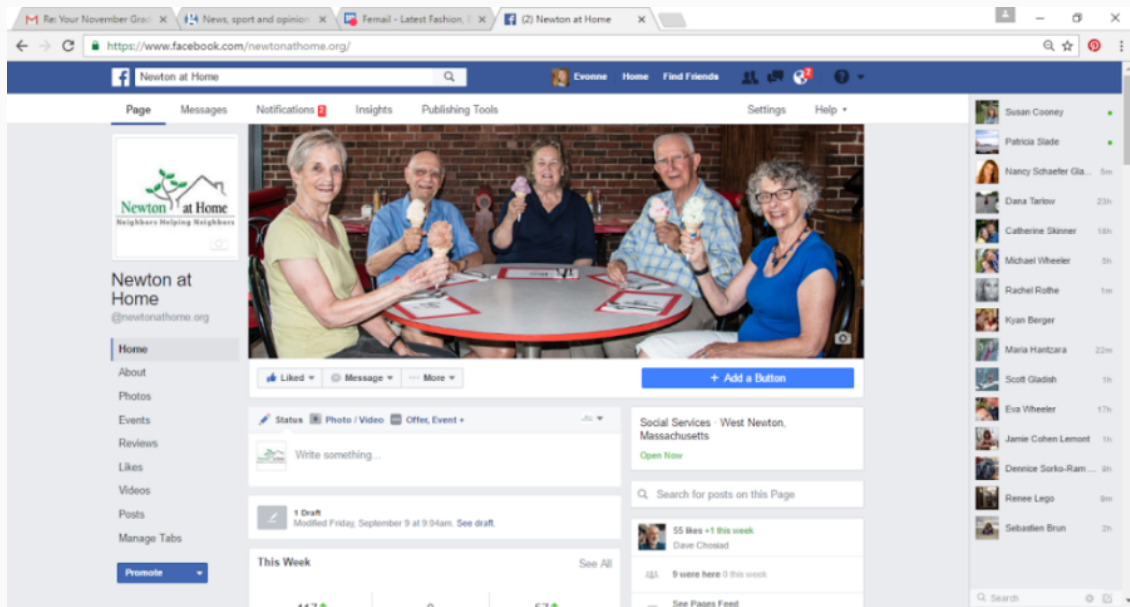 Re: Your November Grad
News, sport and opinion
Femail - Latest Fashion,
(2) Newton at Home
https://www.facebook.com/newtonathome.org/
Newton at Home
Evonne Home Find Friends
2
Page Messages Notifications 2 Insights Publishing Tools Settings Help
Newton at Home
Neighbors Helping Neighbors
Newton at
Home
@newtonathome.org
Home
About
Photos
Events
Reviews
Likes
Videos
Posts
Manage Tabs
Promote
Liked Message More
+ Add a Button
Status Photo / Video Offer, Event +
Write something...
1 Draft
Modified Friday, September 9 at 9:04am. See draft.
This Week See All
Social Services · West Newton,
Massachusetts
Open Now
Search for posts on this Page
55 likes +1 this week
Dave Chosiad
9 were here 0 this week
See Pages Feed
Susan Cooney
Patricia Slade
Nancy Schaefer Gla... 5m
Dana Tarlow 23h
Catherine Skinner 18h
Michael Wheeler 5h
Rachel Rothe 1m
Kyan Berger
Maria Hantzara 22m
Scott Gladish 1h
Eva Wheeler 17h
Jamie Cohen Lemont 1h
Dennice Sorko-Ram ... 9h
Renee Lego 9m
Sebastien Brun 2h
Search